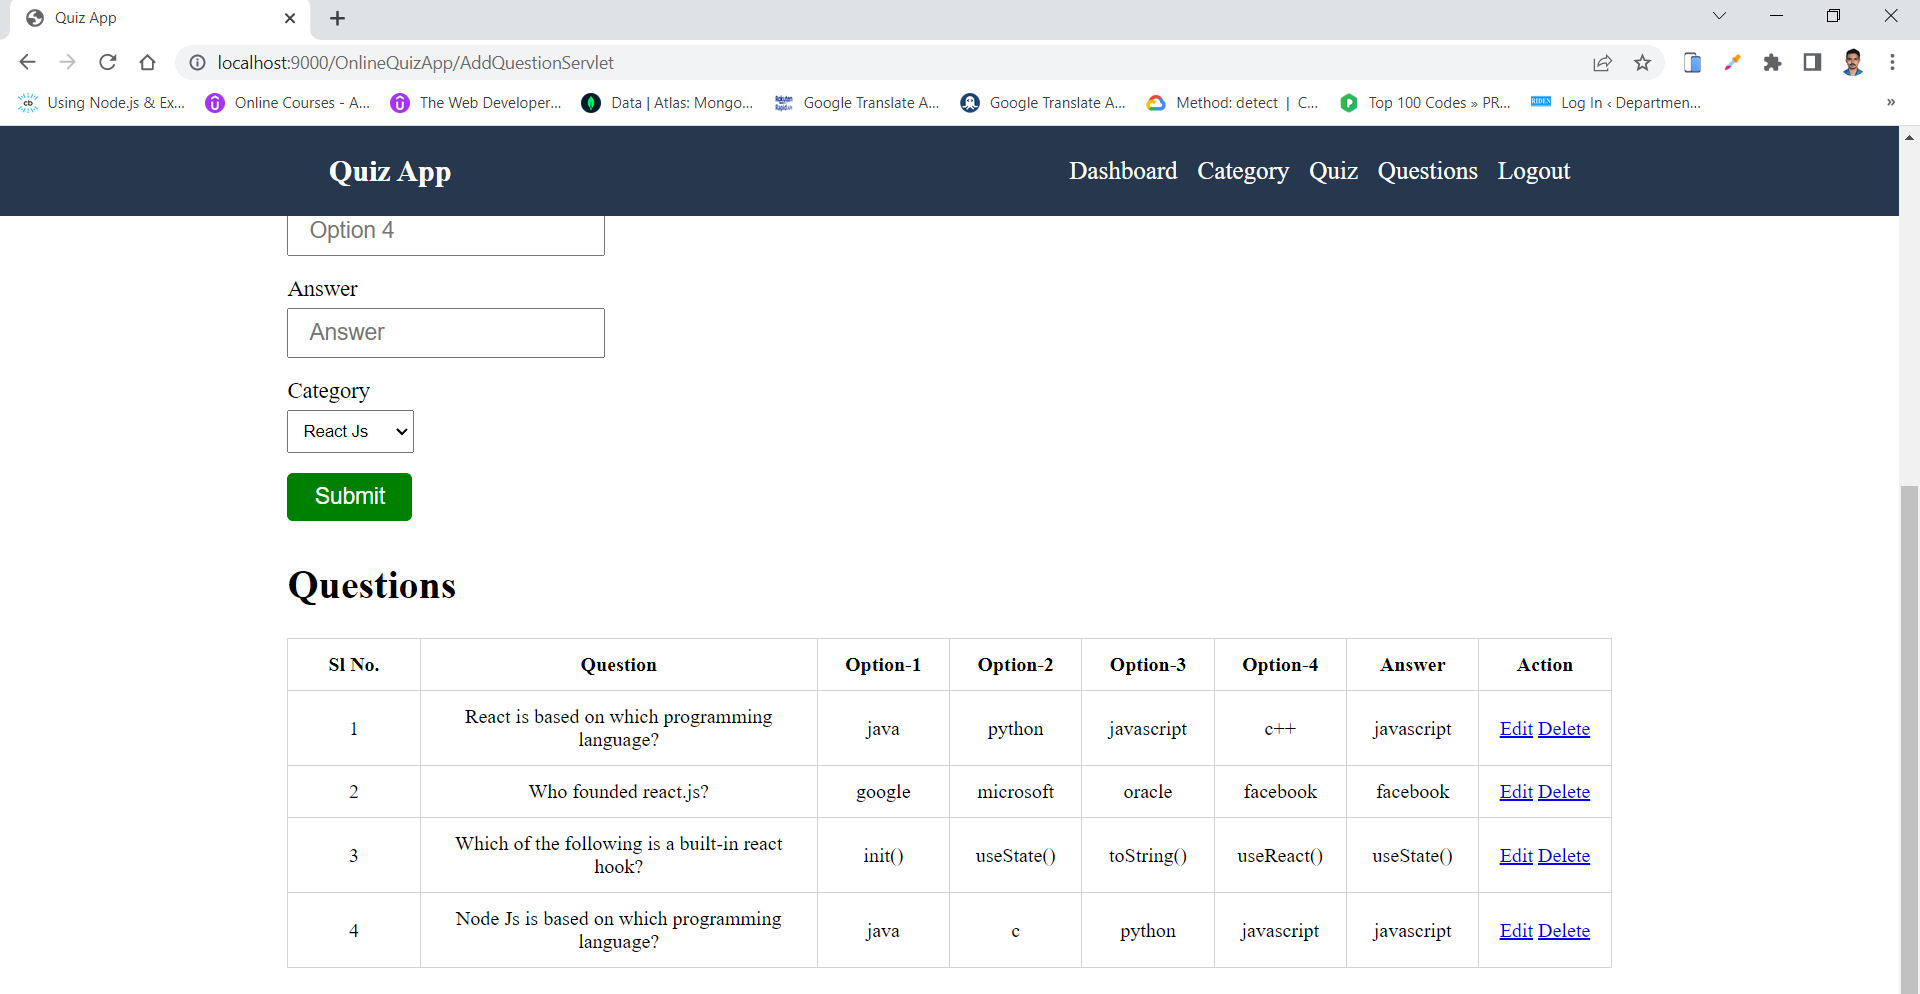 Quiz App
localhost:9000/OnlineQuizApp/AddQuestionServlet
Using Node.js & Ex... Online Courses - A... The Web Developer... Data | Atlas: Mongo... Google Translate A... Google Translate A... Method: detect | C... Top 100 Codes » PR... Log In ‹ Departmen... »
Quiz App Dashboard Category Quiz Questions Logout
Option 4
Answer
Answer
Category
React Js
Submit
Questions
Sl No. Question Option-1 Option-2 Option-3 Option-4 Answer Action
1 React is based on which programming language? java python javascript c++ javascript Edit Delete
2 Who founded react.js? google microsoft oracle facebook facebook Edit Delete
3 Which of the following is a built-in react hook? init() useState() toString() useReact() useState() Edit Delete
4 Node Js is based on which programming language? java c python javascript javascript Edit Delete